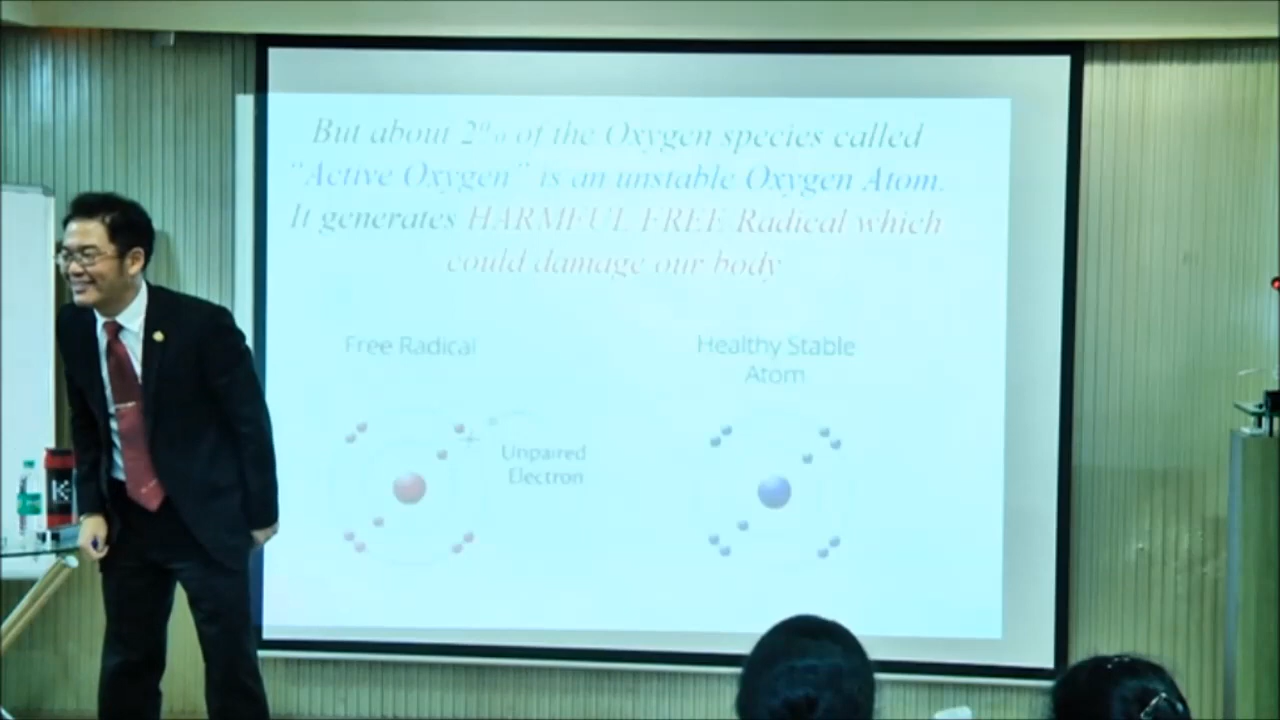 But about 2% of the Oxygen species called
“Active Oxygen” is an unstable Oxygen Atom.
It generates HARMFUL FREE Radical which
could damage our body
Free Radical
Healthy Stable
Atom
Unpaired
Electron
K